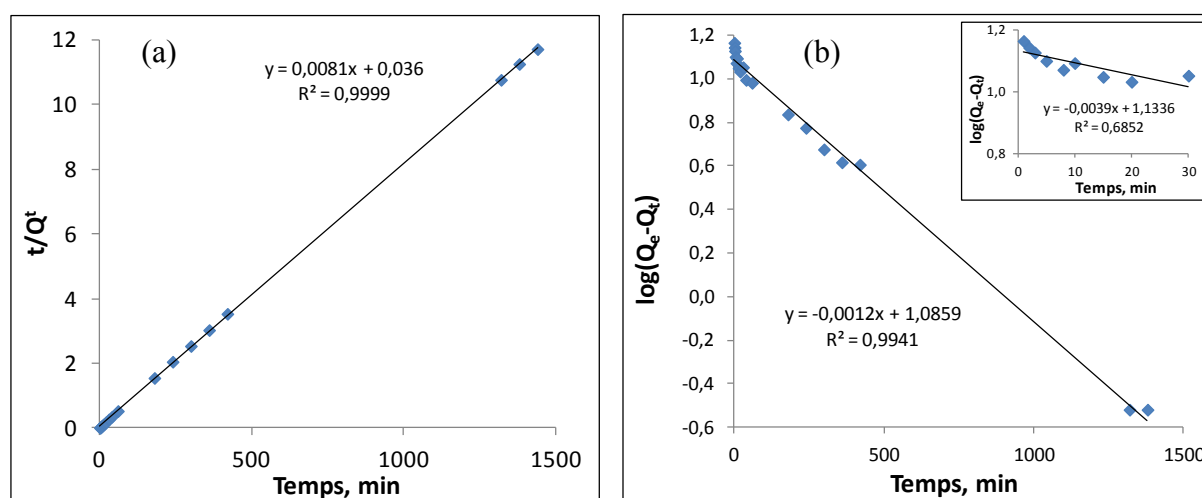 (a)
12
10
8
6
4
2
0
y = 0,0081x + 0,036
R² = 0,9999
t/Qᵗ
0 500 1000 1500
Temps, min
(b)
1,2
1,0
0,8
0,6
0,4
0,2
0,0
-0,2
-0,4
-0,6
log(Qₑ-Qₜ)
y = -0,0012x + 1,0859
R² = 0,9941
0 500 1000 1500
Temps, min
1,2
1,0
0,8
log(Qₑ-Qₜ)
y = -0,0039x + 1,1336
R² = 0,6852
0 10 20 30
Temps, min